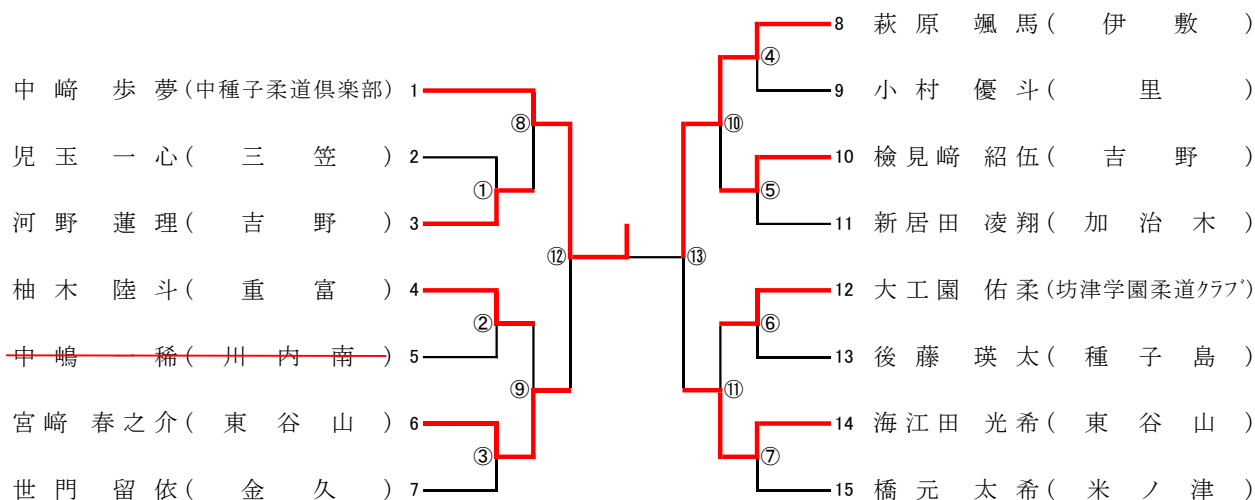 中﨑歩夢(中種子柔道倶楽部) 1
児玉一心(三笠) 2
河野蓮理(吉野) 3
柚木陸斗(重富) 4
中嶋一稀(川内南) 5
宮﨑春之介(東谷山) 6
世門留依(金久) 7
⑧
①
②
⑨
③
⑫
⑬
④
⑩
⑤
⑥
⑪
⑦
8 萩原颯馬(伊敷)
9 小村優斗(里)
10 檢見﨑紹伍(吉野)
11 新居田凌翔(加治木)
12 大工園佑柔(坊津学園柔道クラブ)
13 後藤瑛太(種子島)
14 海江田光希(東谷山)
15 橋元太希(米ノ津)